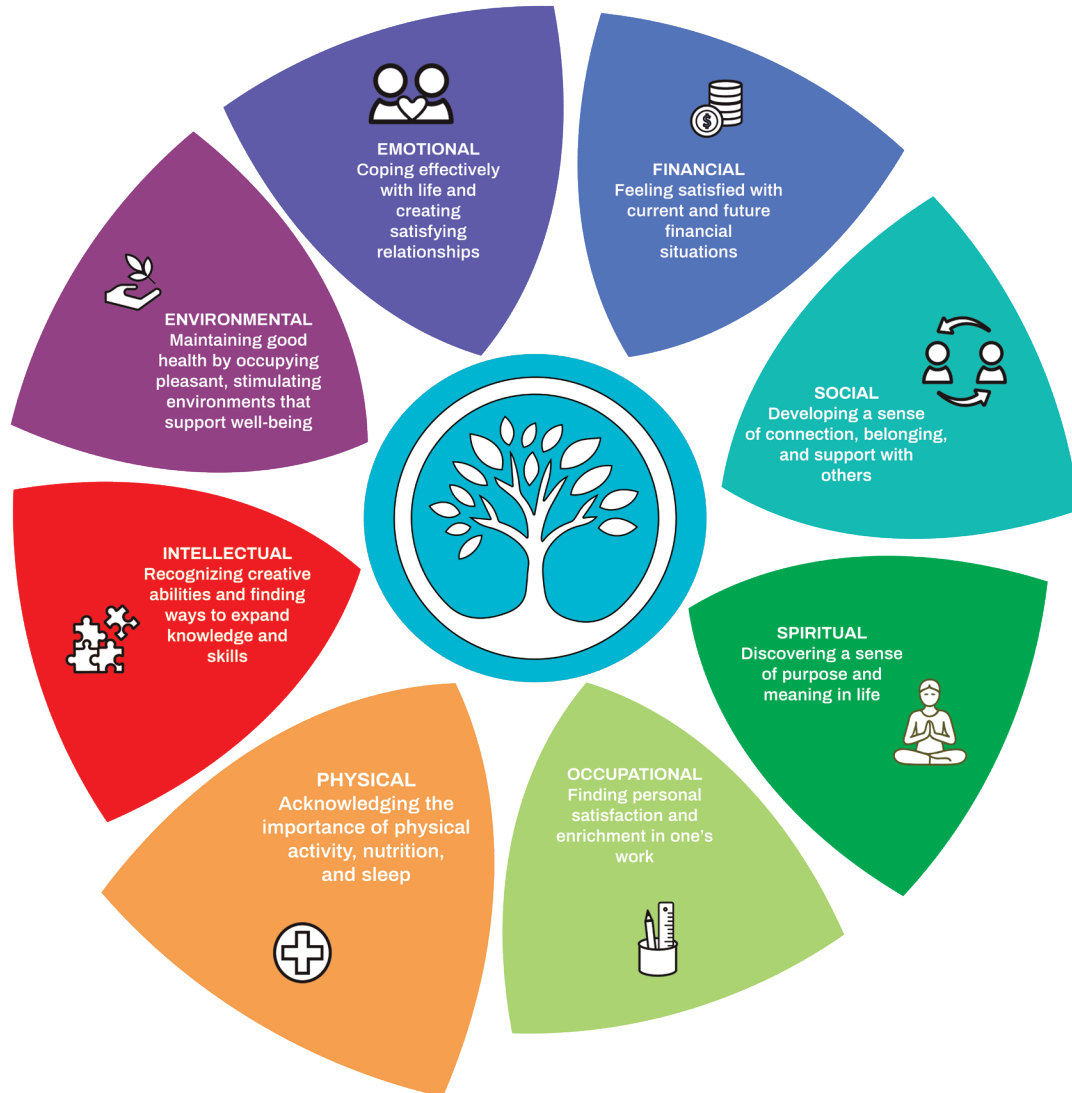 EMOTIONAL
Coping effectively
with life and
creating
satisfying
relationships
FINANCIAL
Feeling satisfied with
current and future
financial
situations
SOCIAL
Developing a sense
of connection, belonging,
and support with
others
SPIRITUAL
Discovering a sense
of purpose and
meaning in life
OCCUPATIONAL
Finding personal
satisfaction and
enrichment in one's
work
PHYSICAL
Acknowledging the
importance of physical
activity, nutrition,
and sleep
INTELLECTUAL
Recognizing creative
abilities and finding
ways to expand
knowledge and
skills
ENVIRONMENTAL
Maintaining good
health by occupying
pleasant, stimulating
environments that
support well-being
$